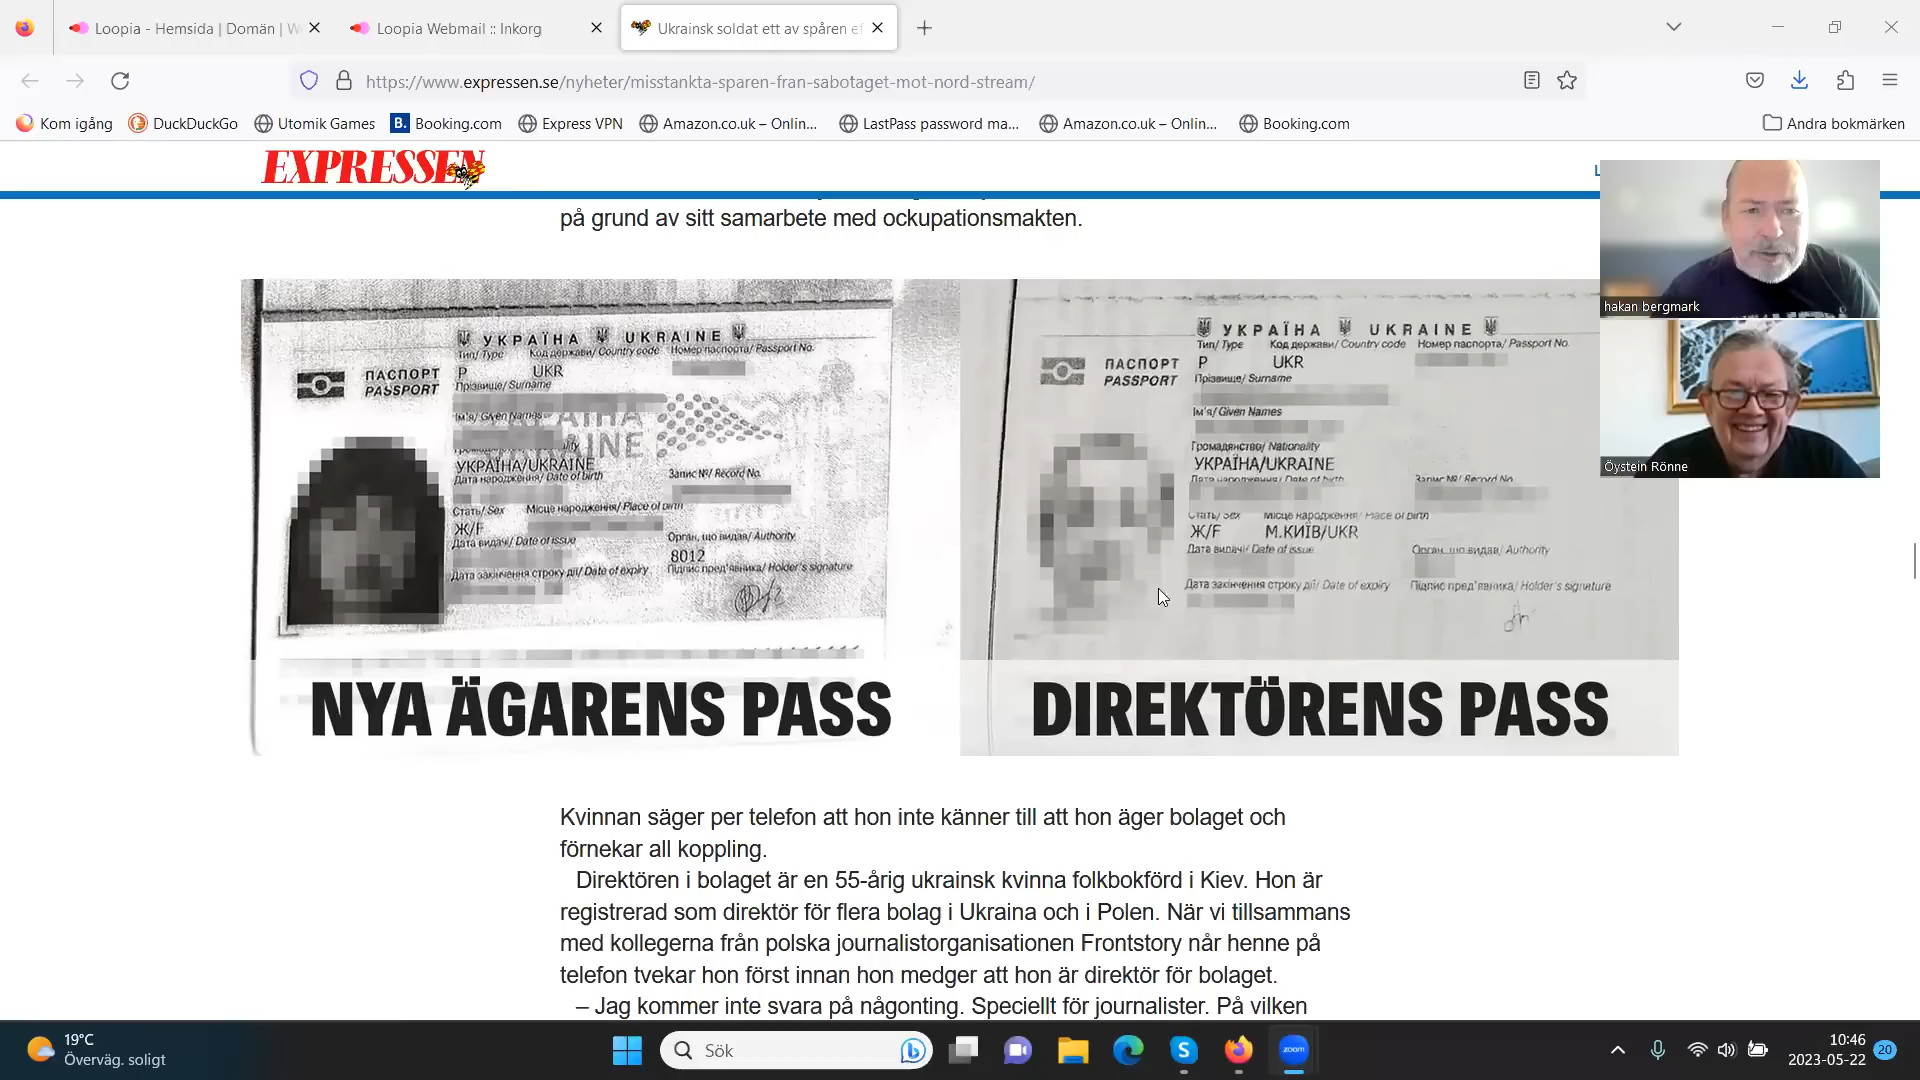 Loopia - Hemsida | Domän | W
Loopia Webmail :: Inkorg
Ukrainsk soldat ett av spåren ef
https://www.expressen.se/nyheter/misstankta-sparen-fran-sabotaget-mot-nord-stream/
Kom igång
DuckDuckGo
Utomik Games
B. Booking.com
Express VPN
Amazon.co.uk – Onlin...
LastPass password ma...
Amazon.co.uk – Onlin...
Booking.com
Andra bokmärken
EXPRESSEN
L
på grund av sitt samarbete med ockupationsmakten.
УКРАЇНА UKRAINE
Тип/ Type Код держави/ Country code Номер паспорта/ Passport No.
P UKR
ПАСПОРТ
PASSPORT
Прізвище/ Surname
Ім'я/ Given Names
УКРАЇНА/UKRAINE
Дата народження/ Date of birth
Запис №/ Record No.
Стать/ Sex Місце народження/ Place of birth
Ж/F
Дата видачі/ Date of issue
Орган, що видав/ Authority
8012
Дата закінчення строку дії/ Date of expiry
Підпис пред'явника/ Holder's signature
NYA ÄGARENS PASS
УКРАЇНА UKRAINE
Тип/ Type Код держави/ Country code Номер паспорта/ Passport No.
P UKR
ПАСПОРТ
PASSPORT
Прізвище/ Surname
Ім'я/ Given Names
Громадянство/ Nationality
УКРАЇНА/UKRAINE
Дата народження/ Date of birth
Запис №/ Record No.
Стать/ Sex Місце народження/ Place of birth
Ж/F М.КИЇВ/UKR
Дата видачі/ Date of issue
Орган, що видав/ Authority
Дата закінчення строку дії/ Date of expiry
Підпис пред'явника/ Holder's signature
DIREKTÖRENS PASS
hakan bergmark
Öystein Rönne
Kvinnan säger per telefon att hon inte känner till att hon äger bolaget och
förnekar all koppling.
Direktören i bolaget är en 55-årig ukrainsk kvinna folkbokförd i Kiev. Hon är
registrerad som direktör för flera bolag i Ukraina och i Polen. När vi tillsammans
med kollegerna från polska journalistorganisationen Frontstory når henne på
telefon tvekar hon först innan hon medger att hon är direktör för bolaget.
– Jag kommer inte svara på någonting. Speciellt för journalister. På vilken
19°C
Överväg. soligt
Sök
zoom
10:46
2023-05-22
20